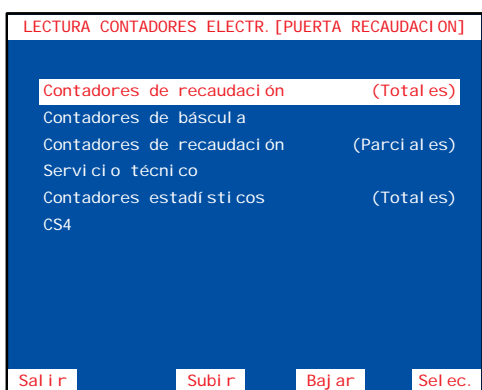 LECTURA CONTADORES ELECTR.[PUERTA RECAUDACION]
Contadores de recaudación (Totales)
Contadores de báscula
Contadores de recaudación (Parciales)
Servicio técnico
Contadores estadísticos (Totales)
CS4
Salir Subir Bajar Selec.